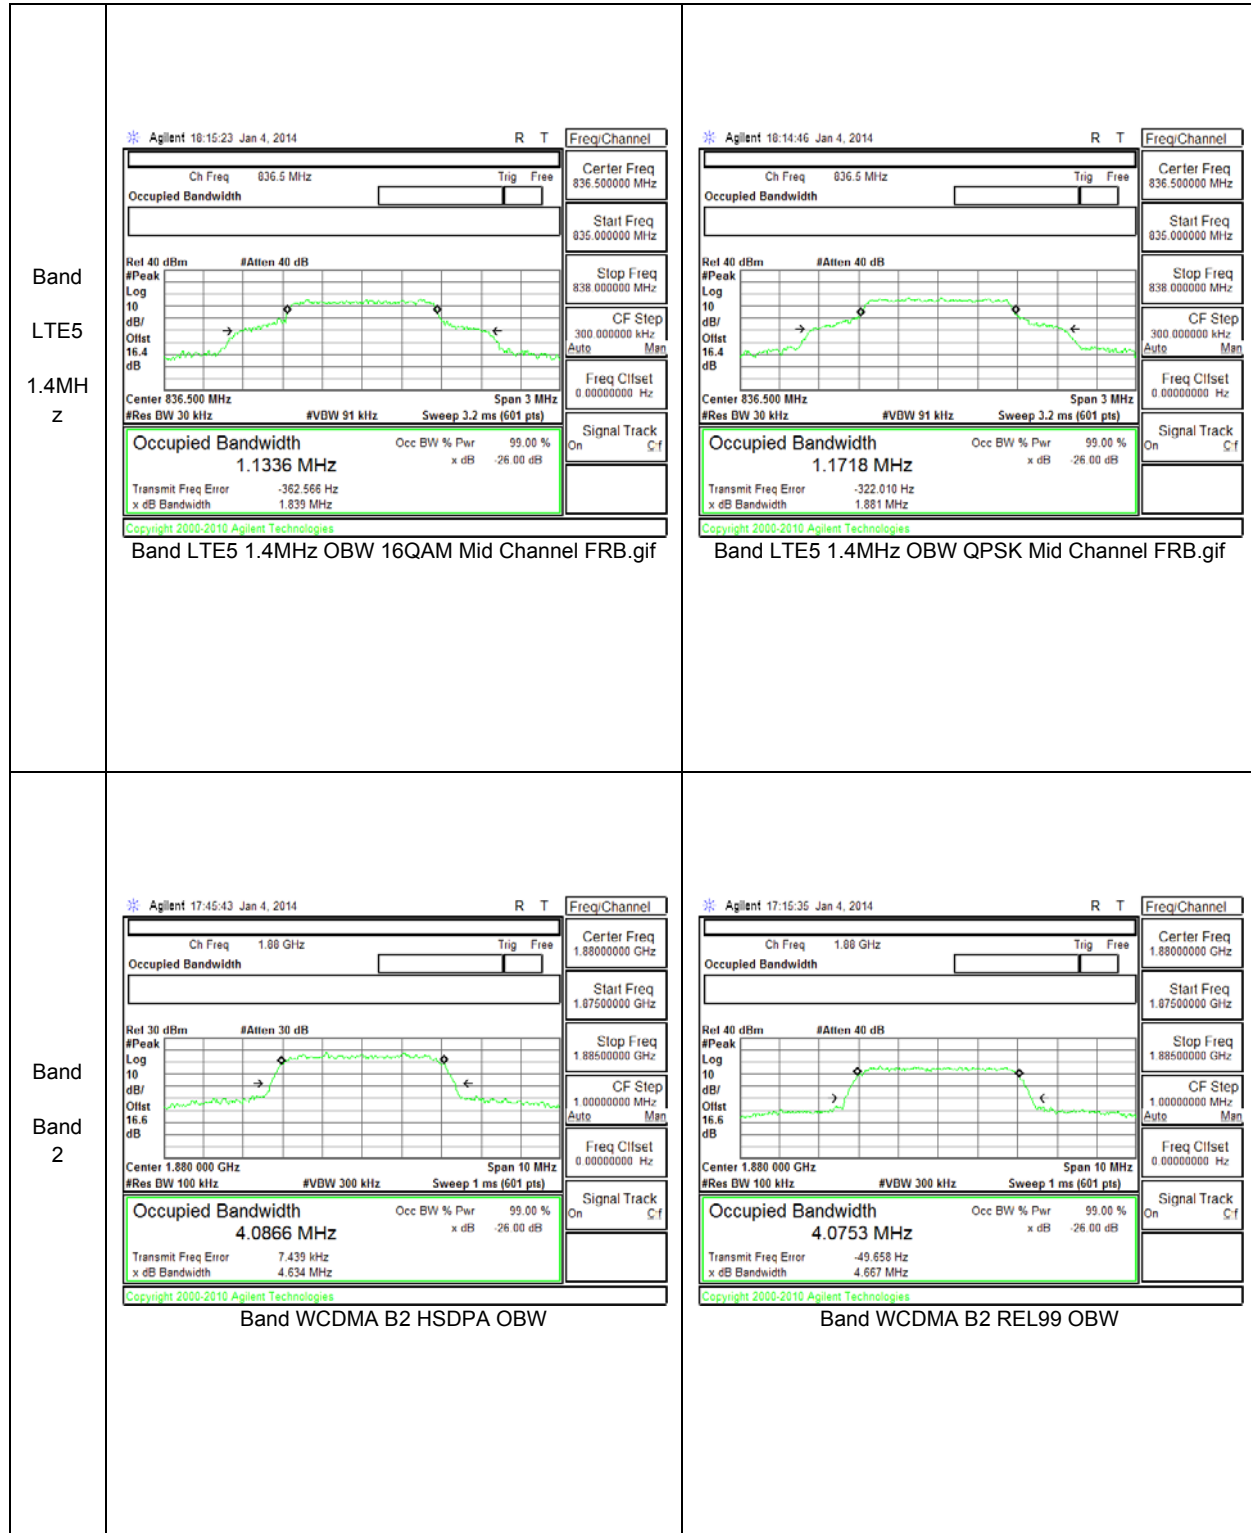 Band
LTE5
1.4MH
z
Agilent 18:15:23 Jan 4, 2014 R T
Freq/Channel
Ch Freq 836.5 MHz Trig Free
Occupied Bandwidth
Center Freq
836.500000 MHz
Start Freq
835.000000 MHz
Stop Freq
838.000000 MHz
CF Step
300.000000 kHz
Auto Man
Freq Offset
0.00000000 Hz
Signal Track
On Off
Ref 40 dBm #Atten 40 dB
#Peak
Log
10
dB/
Offst
16.4
dB
Center 836.500 MHz Span 3 MHz
#Res BW 30 kHz #VBW 91 kHz Sweep 3.2 ms (601 pts)
Occupied Bandwidth Occ BW % Pwr 99.00 %
1.1336 MHz x dB -26.00 dB
Transmit Freq Error -362.566 Hz
x dB Bandwidth 1.839 MHz
Copyright 2000-2010 Agilent Technologies
Band LTE5 1.4MHz OBW 16QAM Mid Channel FRB.gif
Agilent 18:14:46 Jan 4, 2014 R T
Freq/Channel
Ch Freq 836.5 MHz Trig Free
Occupied Bandwidth
Center Freq
836.500000 MHz
Start Freq
835.000000 MHz
Stop Freq
838.000000 MHz
CF Step
300.000000 kHz
Auto Man
Freq Offset
0.00000000 Hz
Signal Track
On Off
Ref 40 dBm #Atten 40 dB
#Peak
Log
10
dB/
Offst
16.4
dB
Center 836.500 MHz Span 3 MHz
#Res BW 30 kHz #VBW 91 kHz Sweep 3.2 ms (601 pts)
Occupied Bandwidth Occ BW % Pwr 99.00 %
1.1718 MHz x dB -26.00 dB
Transmit Freq Error -322.010 Hz
x dB Bandwidth 1.881 MHz
Copyright 2000-2010 Agilent Technologies
Band LTE5 1.4MHz OBW QPSK Mid Channel FRB.gif
Band
Band
2
Agilent 17:45:43 Jan 4, 2014 R T
Freq/Channel
Ch Freq 1.88 GHz Trig Free
Occupied Bandwidth
Center Freq
1.88000000 GHz
Start Freq
1.87500000 GHz
Stop Freq
1.88500000 GHz
CF Step
1.00000000 MHz
Auto Man
Freq Offset
0.00000000 Hz
Signal Track
On Off
Ref 30 dBm #Atten 30 dB
#Peak
Log
10
dB/
Offst
16.6
dB
Center 1.880 000 GHz Span 10 MHz
#Res BW 100 kHz #VBW 300 kHz Sweep 1 ms (601 pts)
Occupied Bandwidth Occ BW % Pwr 99.00 %
4.0866 MHz x dB -26.00 dB
Transmit Freq Error 7.439 kHz
x dB Bandwidth 4.634 MHz
Copyright 2000-2010 Agilent Technologies
Band WCDMA B2 HSDPA OBW
Agilent 17:15:35 Jan 4, 2014 R T
Freq/Channel
Ch Freq 1.88 GHz Trig Free
Occupied Bandwidth
Center Freq
1.88000000 GHz
Start Freq
1.87500000 GHz
Stop Freq
1.88500000 GHz
CF Step
1.00000000 MHz
Auto Man
Freq Offset
0.00000000 Hz
Signal Track
On Off
Ref 40 dBm #Atten 40 dB
#Peak
Log
10
dB/
Offst
16.6
dB
Center 1.880 000 GHz Span 10 MHz
#Res BW 100 kHz #VBW 300 kHz Sweep 1 ms (601 pts)
Occupied Bandwidth Occ BW % Pwr 99.00 %
4.0753 MHz x dB -26.00 dB
Transmit Freq Error -49.658 Hz
x dB Bandwidth 4.667 MHz
Copyright 2000-2010 Agilent Technologies
Band WCDMA B2 REL99 OBW